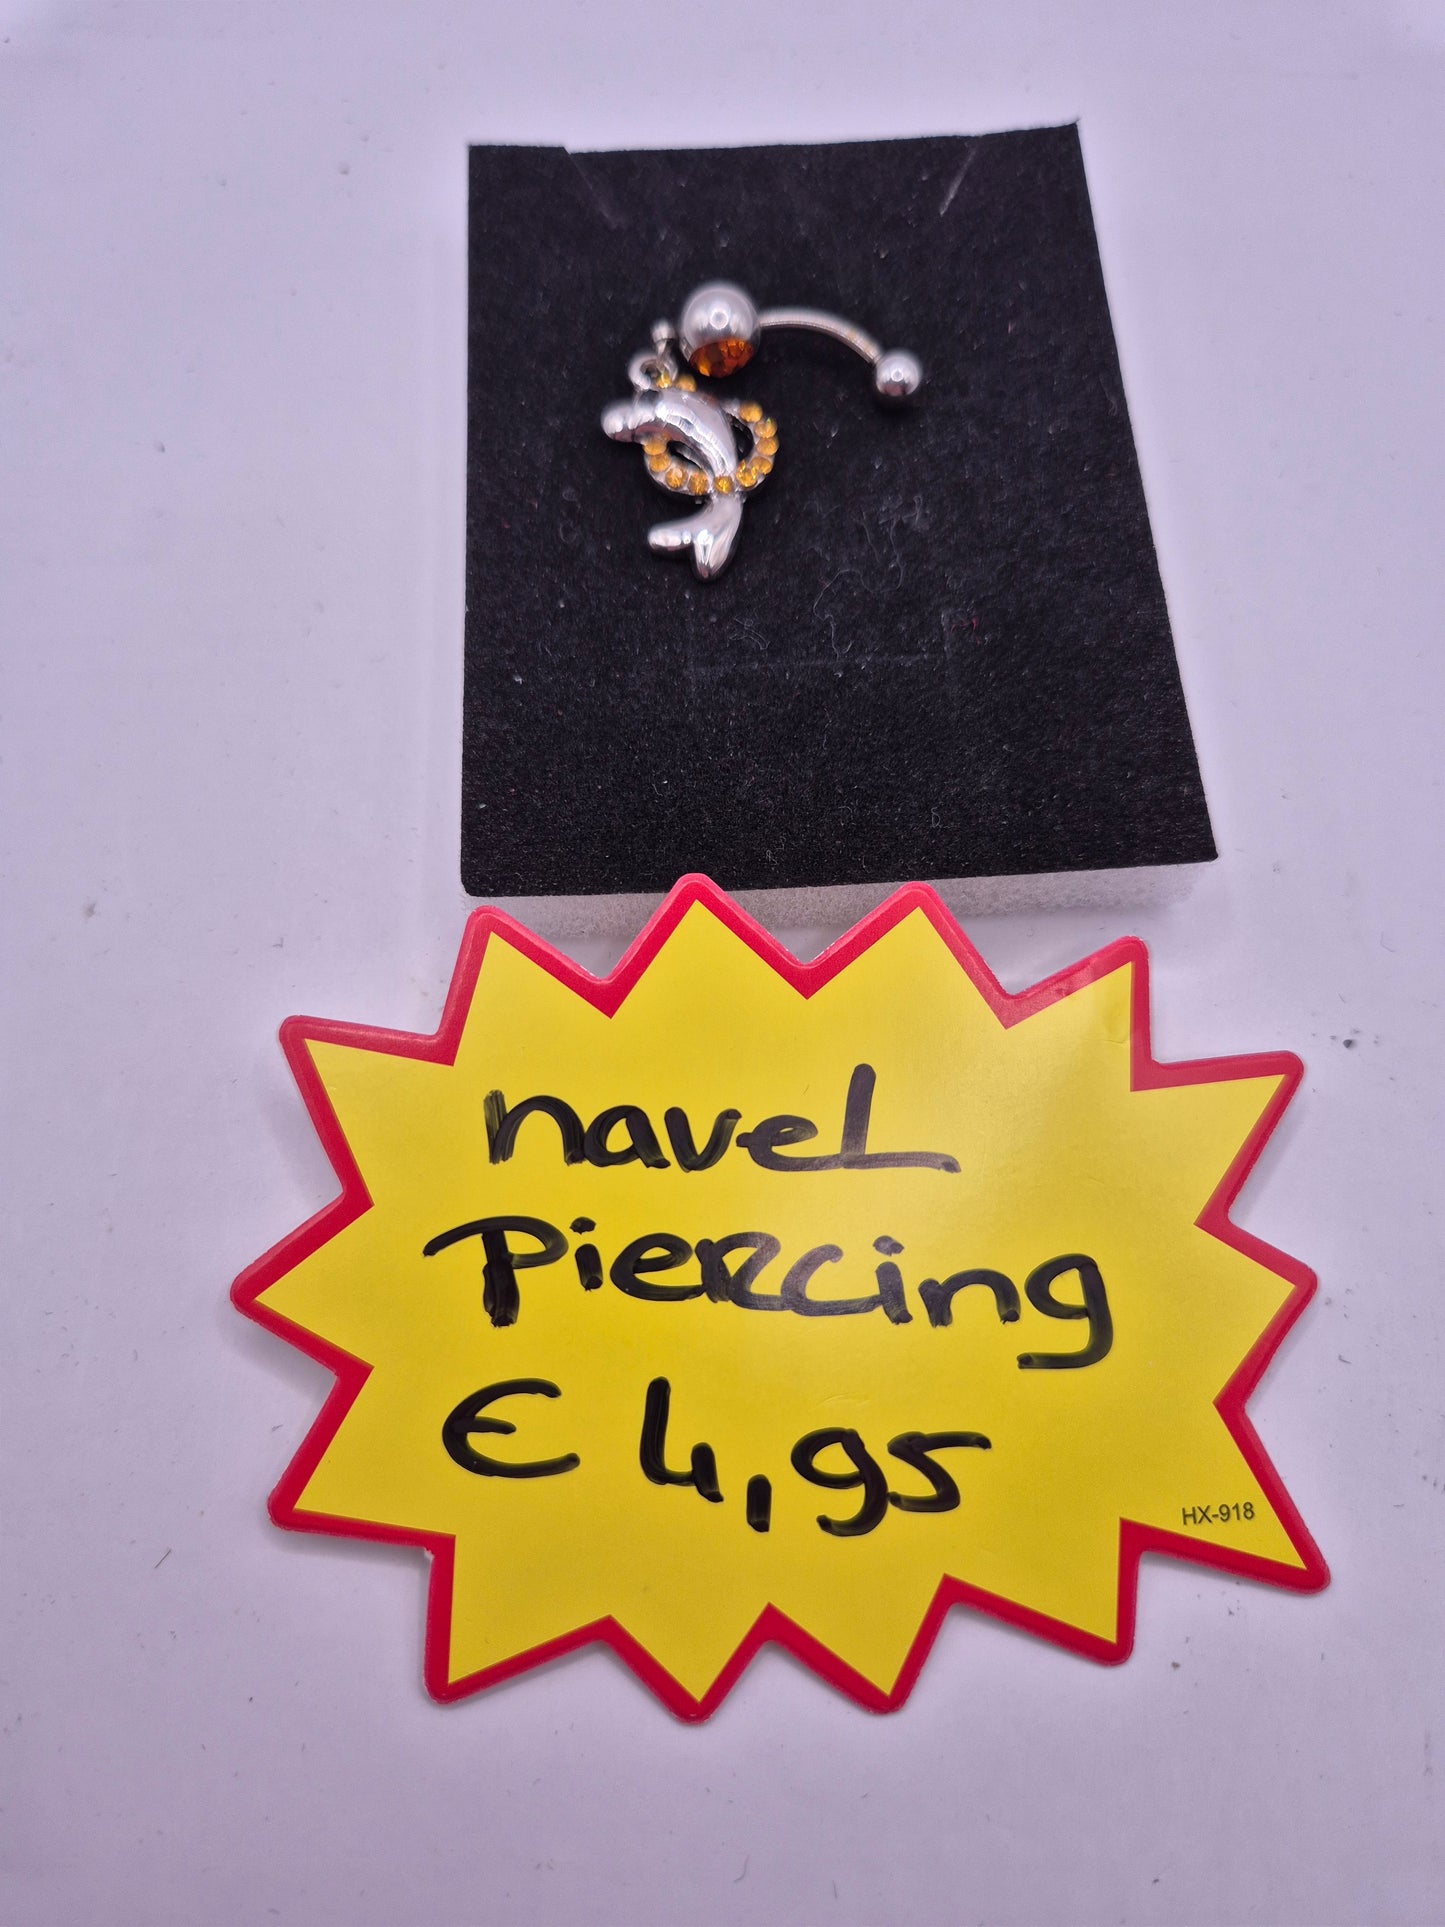 navel
Piercing
€ 4,95
HX-918